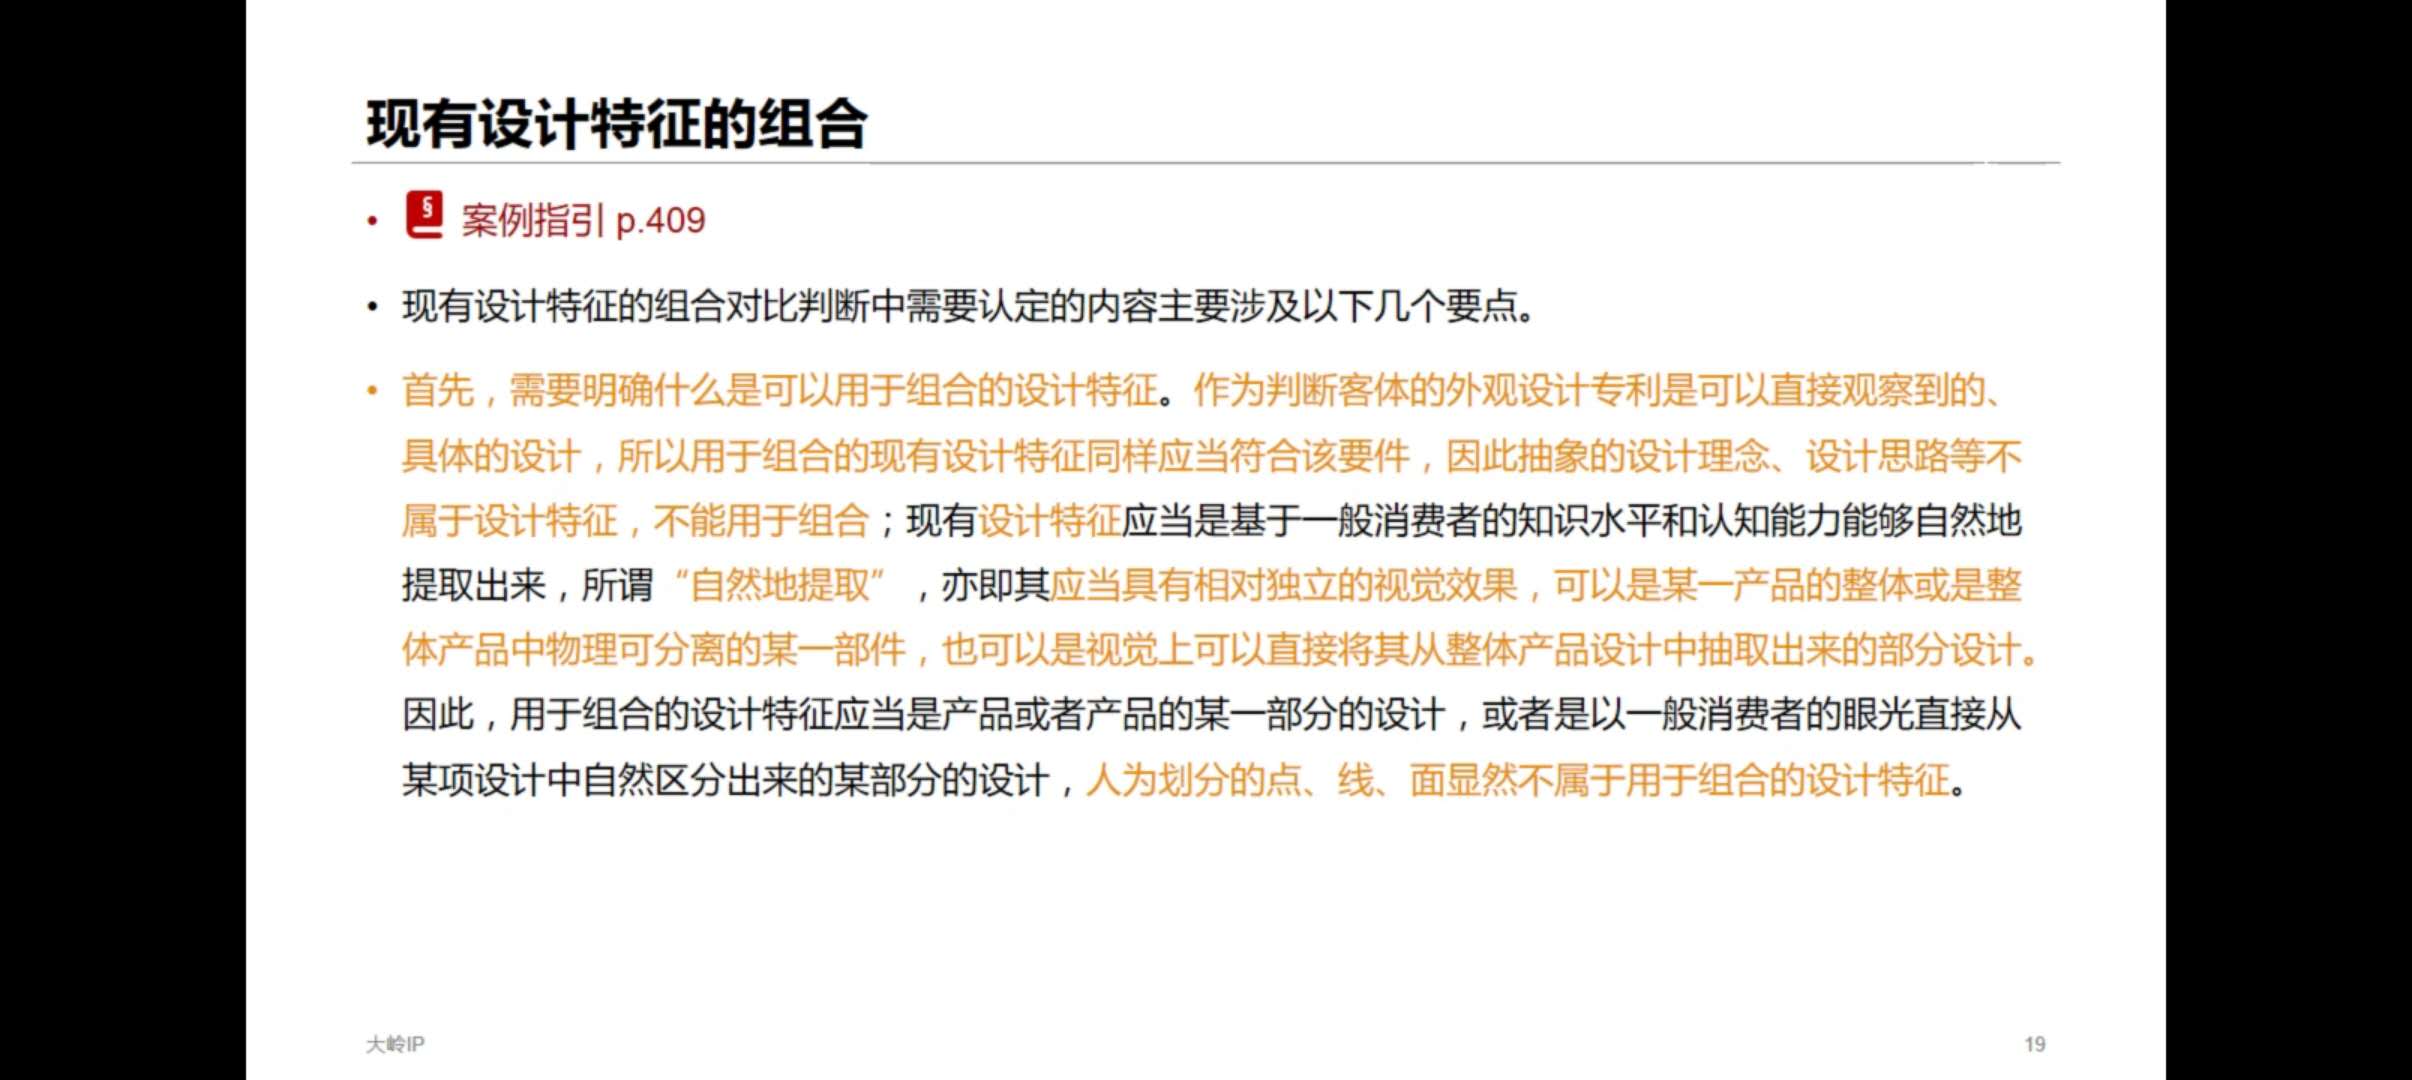 现有设计特征的组合
• § 案例指引 p.409
• 现有设计特征的组合对比判断中需要认定的内容主要涉及以下几个要点。
• 首先，需要明确什么是可以用于组合的设计特征。作为判断客体的外观设计专利是可以直接观察到的、
具体的设计，所以用于组合的现有设计特征同样应当符合该要件，因此抽象的设计理念、设计思路等不
属于设计特征，不能用于组合；现有设计特征应当是基于一般消费者的知识水平和认知能力能够自然地
提取出来，所谓“自然地提取”，亦即其应当具有相对独立的视觉效果，可以是某一产品的整体或是整
体产品中物理可分离的某一部件，也可以是视觉上可以直接将其从整体产品设计中抽取出来的部分设计。
因此，用于组合的设计特征应当是产品或者产品的某一部分的设计，或者是以一般消费者的眼光直接从
某项设计中自然区分出来的某部分的设计，人为划分的点、线、面显然不属于用于组合的设计特征。
大岭IP
19